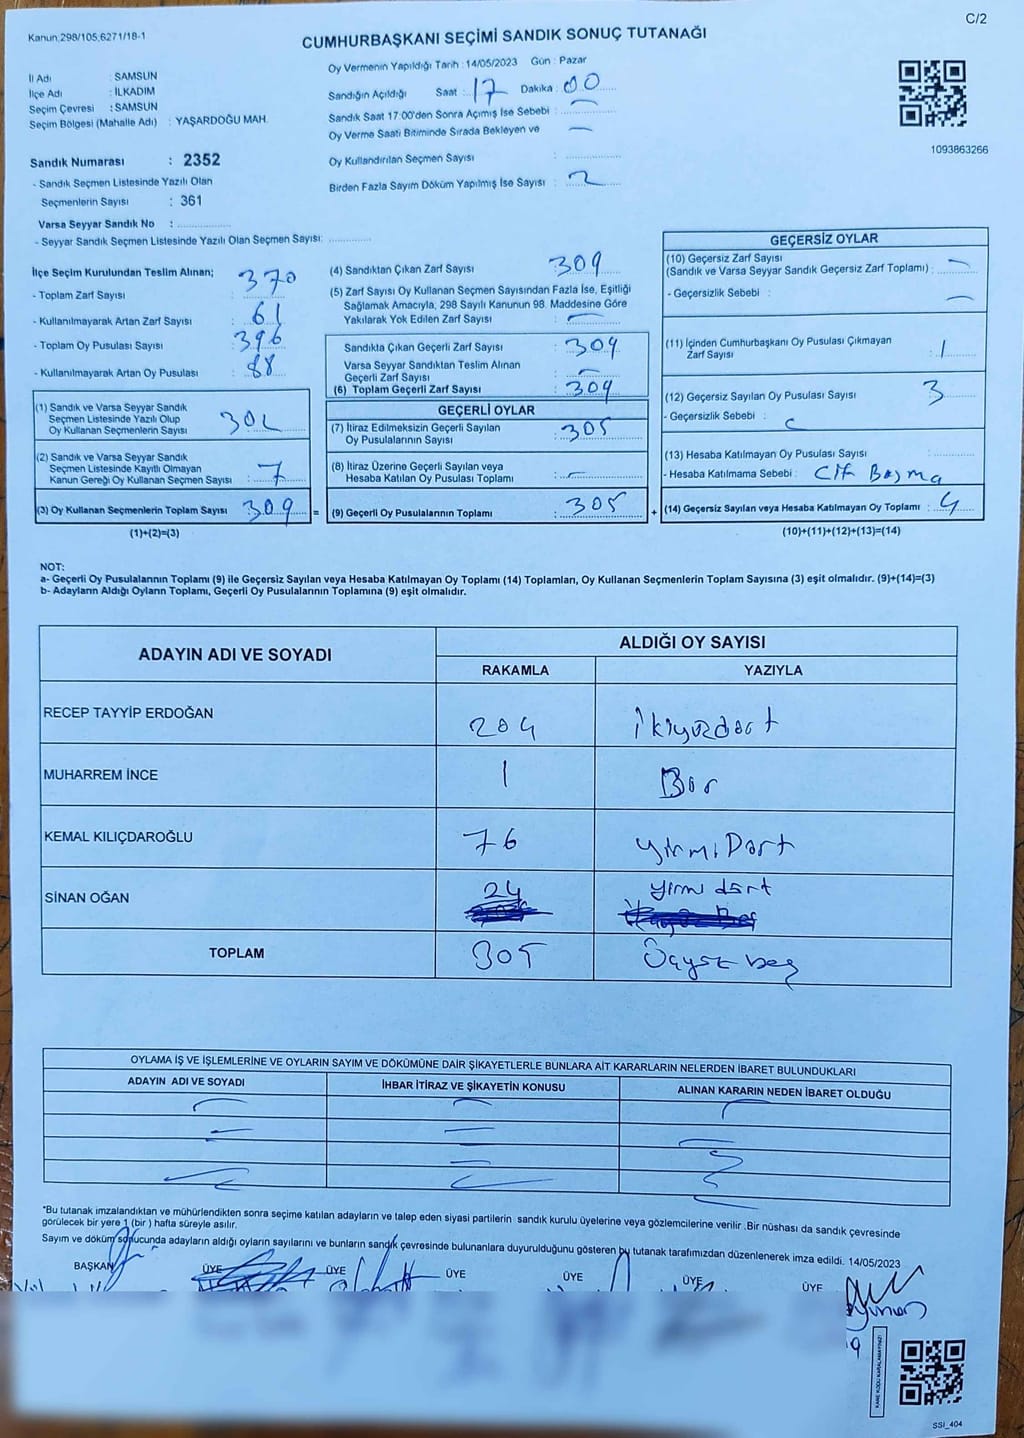 C/2
Kanun,298/105,6271/18-1
CUMHURBAŞKANI SEÇİMİ SANDIK SONUÇ TUTANAĞI
İl Adı : SAMSUN
İlçe Adı : İLKADIM
Seçim Çevresi : SAMSUN
Seçim Bölgesi (Mahalle Adı) : YAŞARDOĞU MAH.
Sandık Numarası : 2352
- Sandık Seçmen Listesinde Yazılı Olan
Seçmenlerin Sayısı : 361
Varsa Seyyar Sandık No :
- Seyyar Sandık Seçmen Listesinde Yazılı Olan Seçmen Sayısı:
Oy Vermenin Yapıldığı Tarih : 14/05/2023 Gün : Pazar
Sandığın Açıldığı Saat : 17 Dakika : 00
Sandık Saat 17:00'den Sonra Açımış İse Sebebi : —
Oy Verme Saati Bitiminde Sırada Bekleyen ve —
Oy Kullandırılan Seçmen Sayısı :
Birden Fazla Sayım Döküm Yapılmış İse Sayısı : 2
1093863266
İlçe Seçim Kurulundan Teslim Alınan;
- Toplam Zarf Sayısı : 370
- Kullanılmayarak Artan Zarf Sayısı : 61
- Toplam Oy Pusulası Sayısı : 396
- Kullanılmayarak Artan Oy Pusulası : 88
(1) Sandık ve Varsa Seyyar Sandık
Seçmen Listesinde Yazılı Olup
Oy Kullanan Seçmenlerin Sayısı : 302
(2) Sandık ve Varsa Seyyar Sandık
Seçmen Listesinde Kayıtlı Olmayan
Kanun Gereği Oy Kullanan Seçmen Sayısı : 7
(3) Oy Kullanan Seçmenlerin Toplam Sayısı : 309 =
(1)+(2)=(3)
(4) Sandıktan Çıkan Zarf Sayısı : 309
(5) Zarf Sayısı Oy Kullanan Seçmen Sayısından Fazla İse, Eşitliği
Sağlamak Amacıyla, 298 Sayılı Kanunun 98. Maddesine Göre
Yakılarak Yok Edilen Zarf Sayısı : —
Sandıkta Çıkan Geçerli Zarf Sayısı : 309
Varsa Seyyar Sandıktan Teslim Alınan
Geçerli Zarf Sayısı : —
(6) Toplam Geçerli Zarf Sayısı : 309
GEÇERLİ OYLAR
(7) İtiraz Edilmeksizin Geçerli Sayılan
Oy Pusulalarının Sayısı : 305
(8) İtiraz Üzerine Geçerli Sayılan veya
Hesaba Katılan Oy Pusulaları Toplamı : —
(9) Geçerli Oy Pusulalarının Toplamı : 305 +
GEÇERSİZ OYLAR
(10) Geçersiz Zarf Sayısı
(Sandık ve Varsa Seyyar Sandık Geçersiz Zarf Toplamı) : —
- Geçersizlik Sebebi : —
(11) İçinden Cumhurbaşkanı Oy Pusulası Çıkmayan
Zarf Sayısı : 1
(12) Geçersiz Sayılan Oy Pusulası Sayısı : 3
- Geçersizlik Sebebi :
(13) Hesaba Katılmayan Oy Pusulası Sayısı :
- Hesaba Katılmama Sebebi : Cif Basma
(14) Geçersiz Sayılan veya Hesaba Katılmayan Oy Toplamı : 4
(10)+(11)+(12)+(13)=(14)
NOT:
a- Geçerli Oy Pusulalarının Toplamı (9) ile Geçersiz Sayılan veya Hesaba Katılmayan Oy Toplamı (14) Toplamları, Oy Kullanan Seçmenlerin Toplam Sayısına (3) eşit olmalıdır. (9)+(14)=(3)
b- Adayların Aldığı Oyların Toplamı, Geçerli Oy Pusulalarının Toplamına (9) eşit olmalıdır.
ADAYIN ADI VE SOYADI ALDIĞI OY SAYISI
RAKAMLA YAZIYLA
RECEP TAYYİP ERDOĞAN 204 ikiyüzdört
MUHARREM İNCE 1 Bir
KEMAL KILIÇDAROĞLU 76 yirmi Dört
SİNAN OĞAN 24 yirmi dört
TOPLAM 305 Üçyüz beş
OYLAMA İŞ VE İŞLEMLERİNE VE OYLARIN SAYIM VE DÖKÜMÜNE DAİR ŞİKAYETLERLE BUNLARA AİT KARARLARIN NELERDEN İBARET BULUNDUKLARI
ADAYIN ADI VE SOYADI İHBAR İTİRAZ VE ŞİKAYETİN KONUSU ALINAN KARARIN NEDEN İBARET OLDUĞU
*Bu tutanak imzalandıktan ve mühürlendikten sonra seçime katılan adayların ve talep eden siyasi partilerin sandık kurulu üyelerine veya gözlemcilerine verilir .Bir nüshası da sandık çevresinde
görülecek bir yere 1 (bir ) hafta süreyle asılır.
Sayım ve döküm sonucunda adayların aldığı oyların sayılarını ve bunların sandık çevresinde bulunanlara duyurulduğunu gösteren bu tutanak tarafımızdan düzenlenerek imza edildi. 14/05/2023
BAŞKAN ÜYE ÜYE ÜYE ÜYE ÜYE ÜYE
KARE KODU KARALAMAYINIZ!
SSİ_404